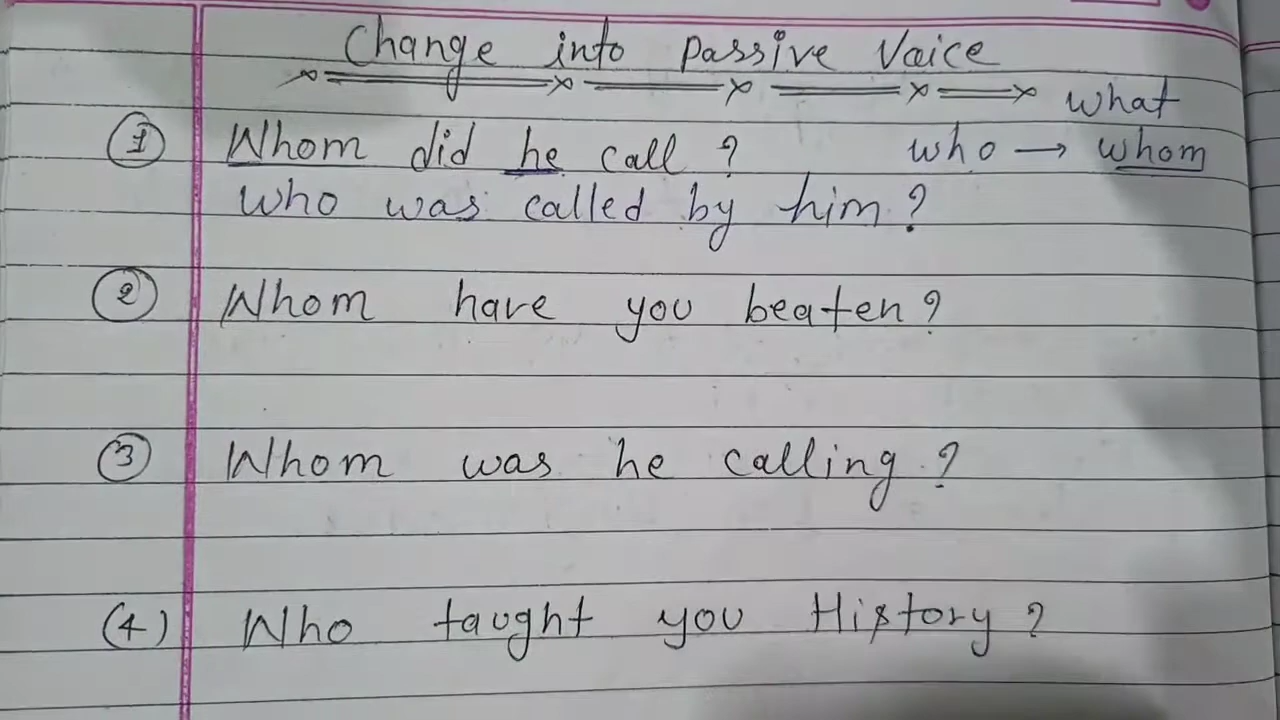 Change into Passive Voice
what
① Whom did he call ? who → whom
who was called by him ?
② Whom have you beaten ?
③ Whom was he calling ?
(4) Who taught you History ?